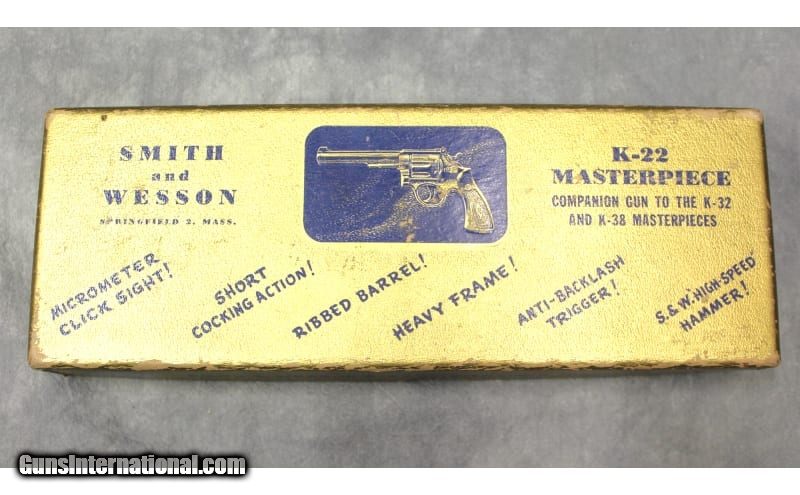 SMITH
and
WESSON
SPRINGFIELD 2, MASS.
K-22
MASTERPIECE
COMPANION GUN TO THE K-32
AND K-38 MASTERPIECES
MICROMETER
CLICK SIGHT!
SHORT
COCKING ACTION!
RIBBED BARREL!
HEAVY FRAME!
ANTI-BACKLASH
TRIGGER!
S.&W. HIGH-SPEED
HAMMER!
GunsInternational.com